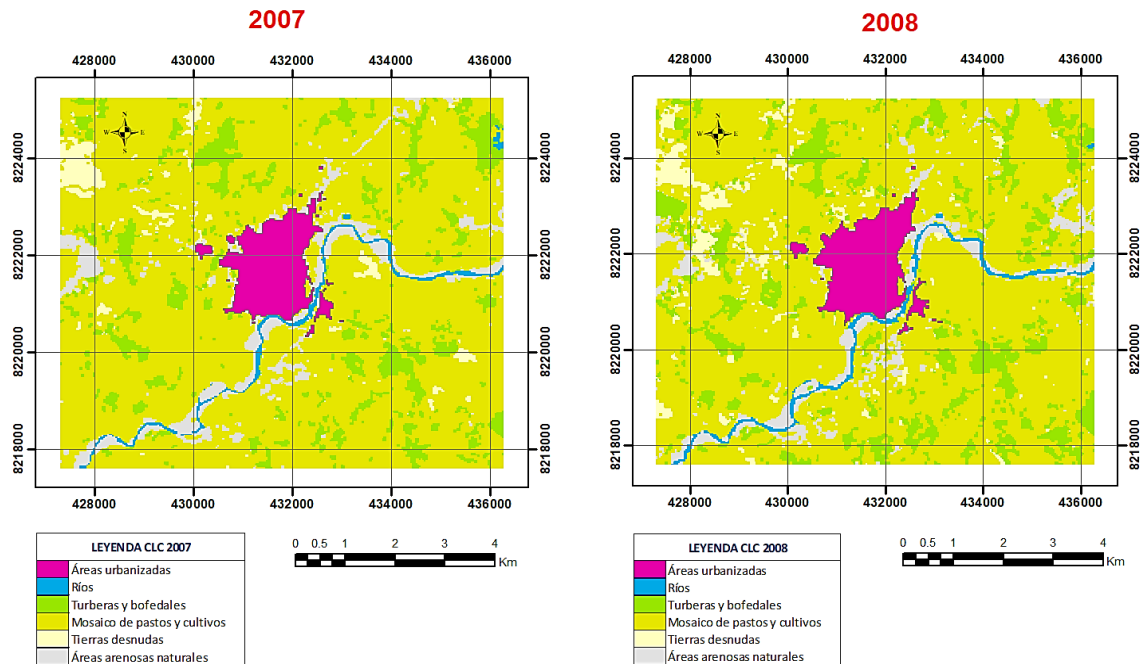 2007
2008
428000 430000 432000 434000 436000
428000 430000 432000 434000 436000
N
W E
S
N
W E
S
8224000
8224000
8224000
8224000
8222000
8222000
8222000
8222000
8220000
8220000
8220000
8220000
8218000
8218000
8218000
8218000
428000 430000 432000 434000 436000
428000 430000 432000 434000 436000
LEYENDA CLC 2007
Áreas urbanizadas
Ríos
Turberas y bofedales
Mosaico de pastos y cultivos
Tierras desnudas
Áreas arenosas naturales
0 0.5 1 2 3 4
Km
LEYENDA CLC 2008
Áreas urbanizadas
Ríos
Turberas y bofedales
Mosaico de pastos y cultivos
Tierras desnudas
Áreas arenosas naturales
0 0.5 1 2 3 4
Km